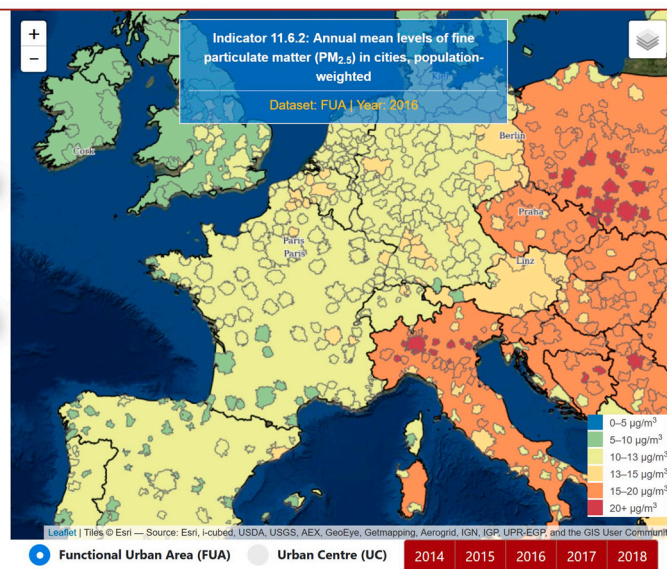 +
−
Indicator 11.6.2: Annual mean levels of fine
particulate matter (PM2.5) in cities, population-
weighted
Dataset: FUA | Year: 2016
Cork
Berlin
Praha
Paris
Paris
Linz
0–5 µg/m3
5–10 µg/m3
10–13 µg/m3
13–15 µg/m3
15–20 µg/m3
20+ µg/m3
Leaflet | Tiles © Esri — Source: Esri, i-cubed, USDA, USGS, AEX, GeoEye, Getmapping, Aerogrid, IGN, IGP, UPR-EGP, and the GIS User Communit
Functional Urban Area (FUA)
Urban Centre (UC)
2014 2015 2016 2017 2018